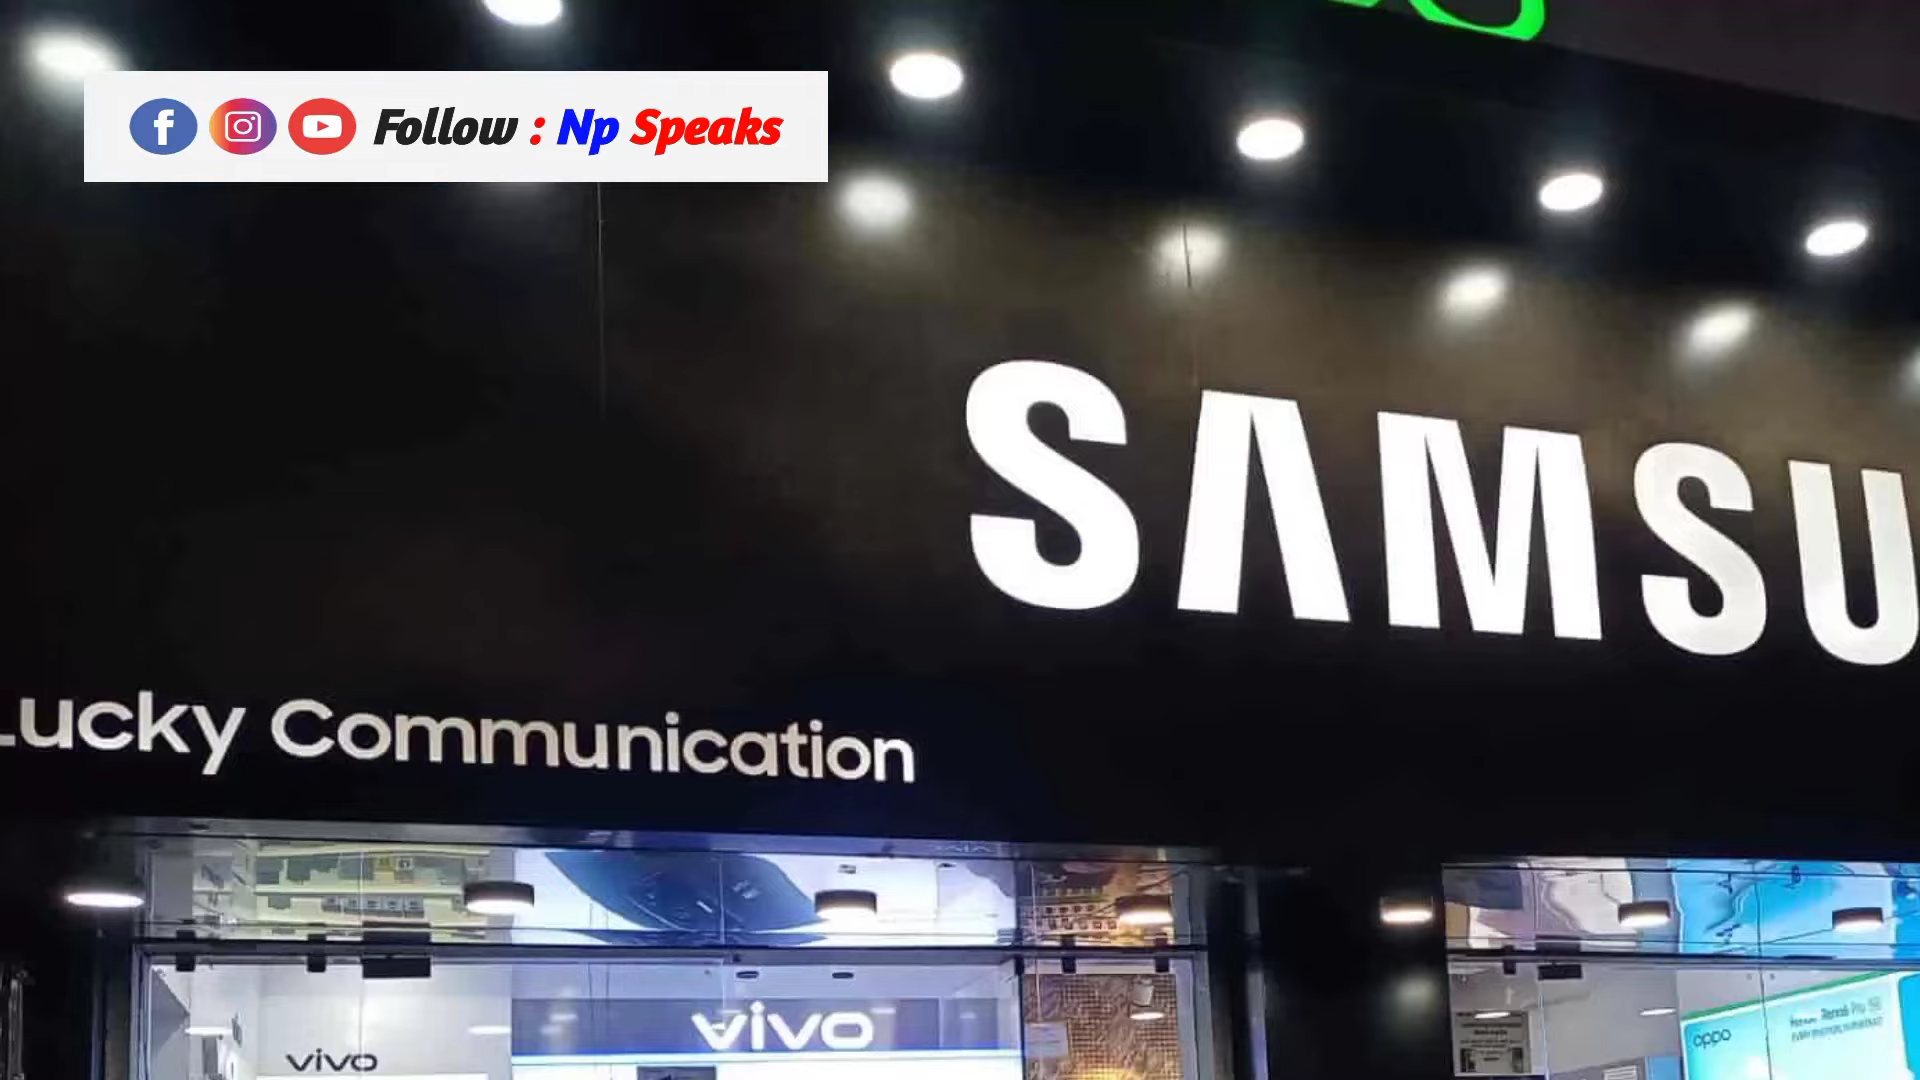 Follow : Np Speaks
SAMSU
Lucky Communication
vivo
vivo
oppo